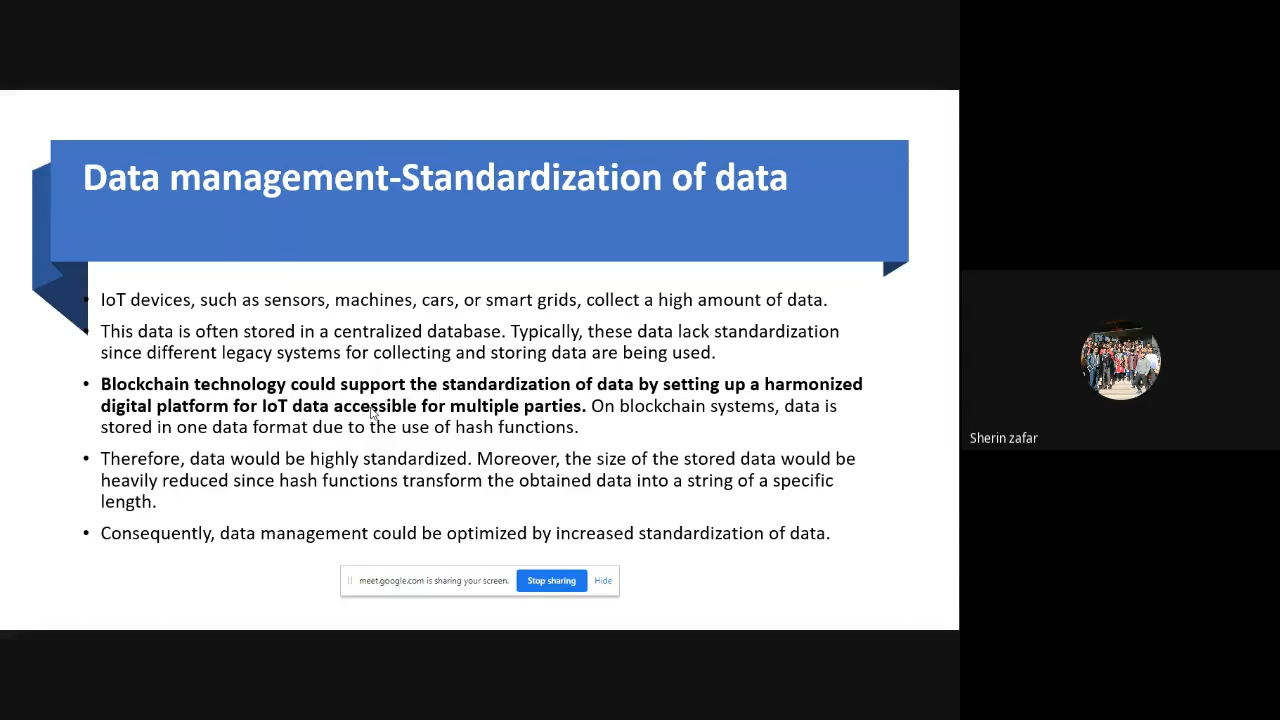 Data management-Standardization of data
• IoT devices, such as sensors, machines, cars, or smart grids, collect a high amount of data.
• This data is often stored in a centralized database. Typically, these data lack standardization
since different legacy systems for collecting and storing data are being used.
• Blockchain technology could support the standardization of data by setting up a harmonized
digital platform for IoT data accessible for multiple parties. On blockchain systems, data is
stored in one data format due to the use of hash functions.
• Therefore, data would be highly standardized. Moreover, the size of the stored data would be
heavily reduced since hash functions transform the obtained data into a string of a specific
length.
• Consequently, data management could be optimized by increased standardization of data.
meet.google.com is sharing your screen. Stop sharing Hide
Sherin zafar